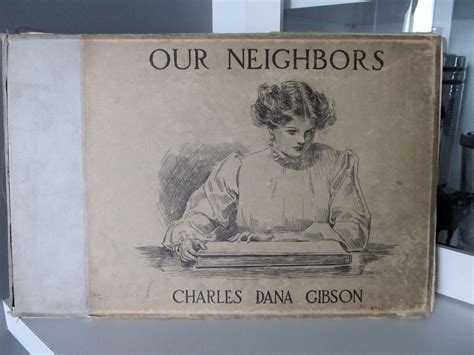 OUR NEIGHBORS
CHARLES DANA GIBSON